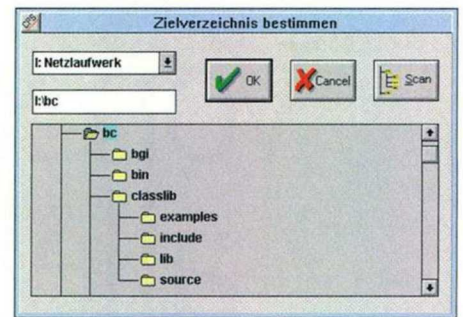 Zielverzeichnis bestimmen
I: Netzlaufwerk
OK
Cancel
Scan
I:\bc
bc
bgi
bin
classlib
examples
include
lib
source